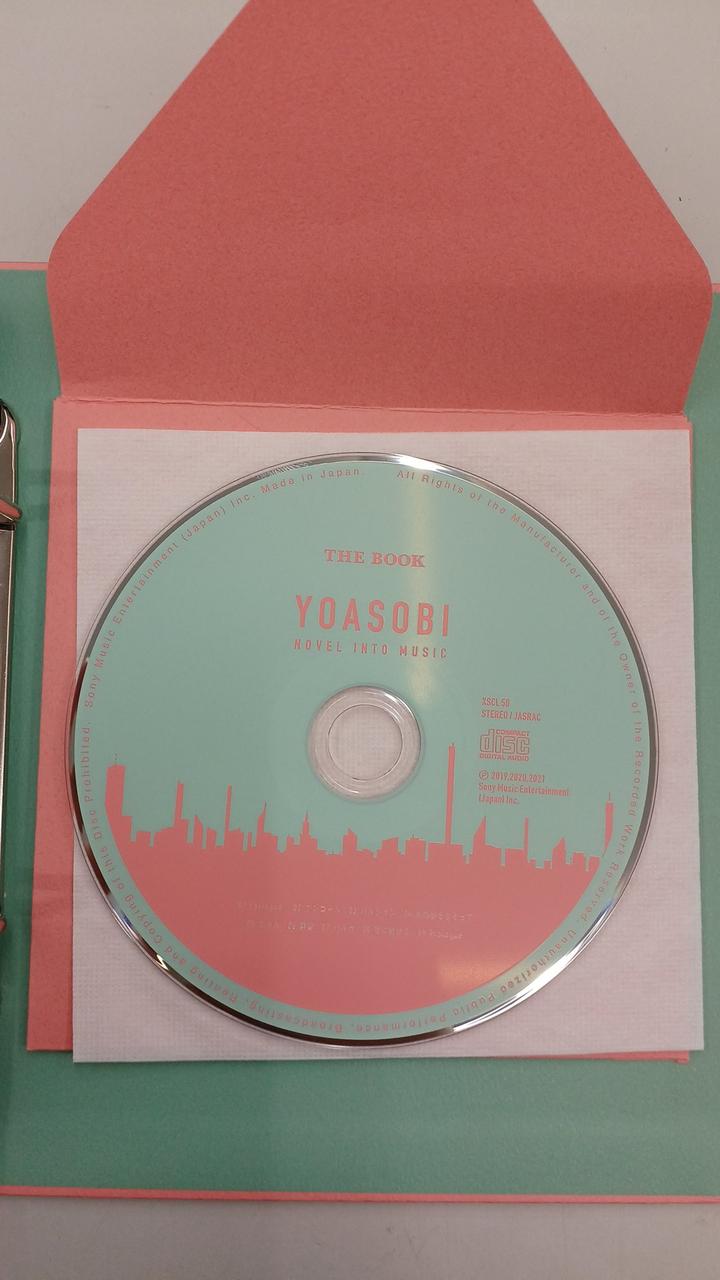 THE BOOK
YOASOBI
NOVEL INTO MUSIC
XSCL 50
STEREO / JASRAC
COMPACT
disc
DIGITAL AUDIO
Ⓟ 2019,2020,2021
Sony Music Entertainment
(Japan) Inc.
All Rights of the Manufacturer and of the Owner of the Recorded Work Reserved. Unauthorized Public Performance, Broadcasting, Renting and Copying of this Disc Prohibited. Sony Music Entertainment (Japan) Inc. Made in Japan.